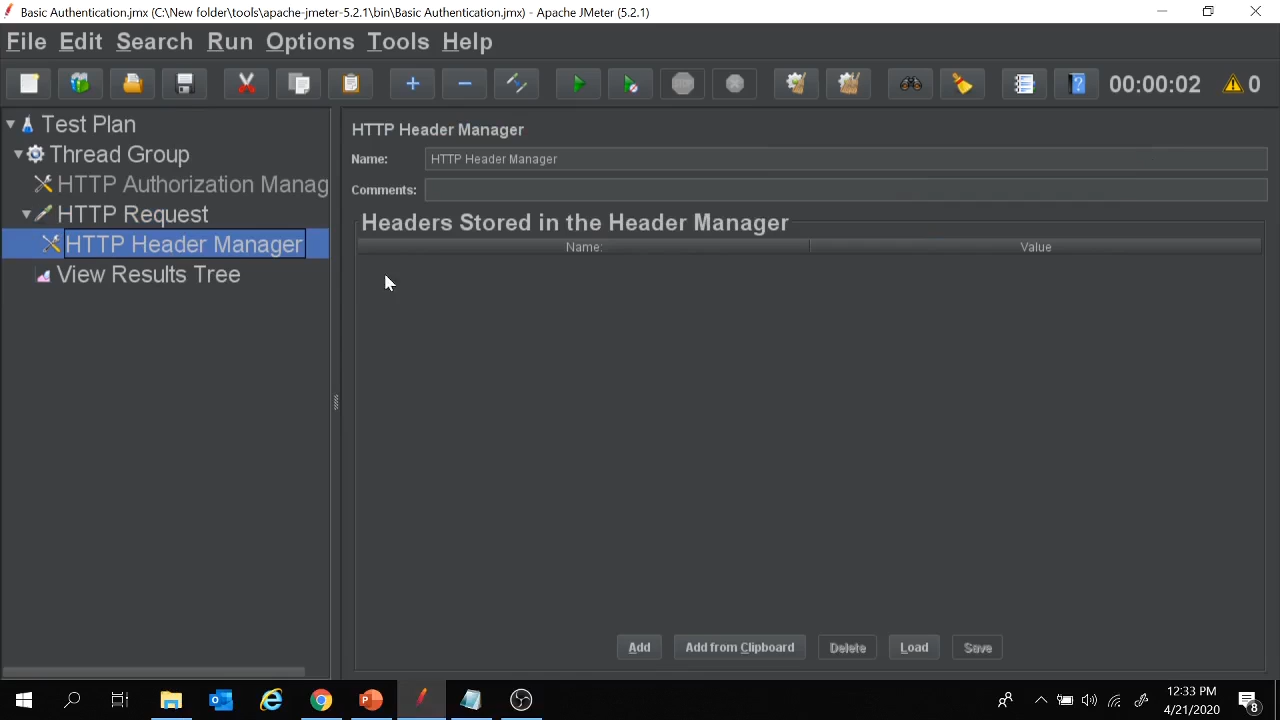 Basic Authentication.jmx (C:\New folder\tools\apache-jmeter-5.2.1\bin\Basic Authentication.jmx) - Apache JMeter (5.2.1)
File Edit Search Run Options Tools Help
00:00:02 0
Test Plan
Thread Group
HTTP Authorization Manag
HTTP Request
HTTP Header Manager
View Results Tree
HTTP Header Manager
Name: HTTP Header Manager
Comments:
Headers Stored in the Header Manager
Name: Value
Add Add from Clipboard Delete Load Save
12:33 PM
4/21/2020
8